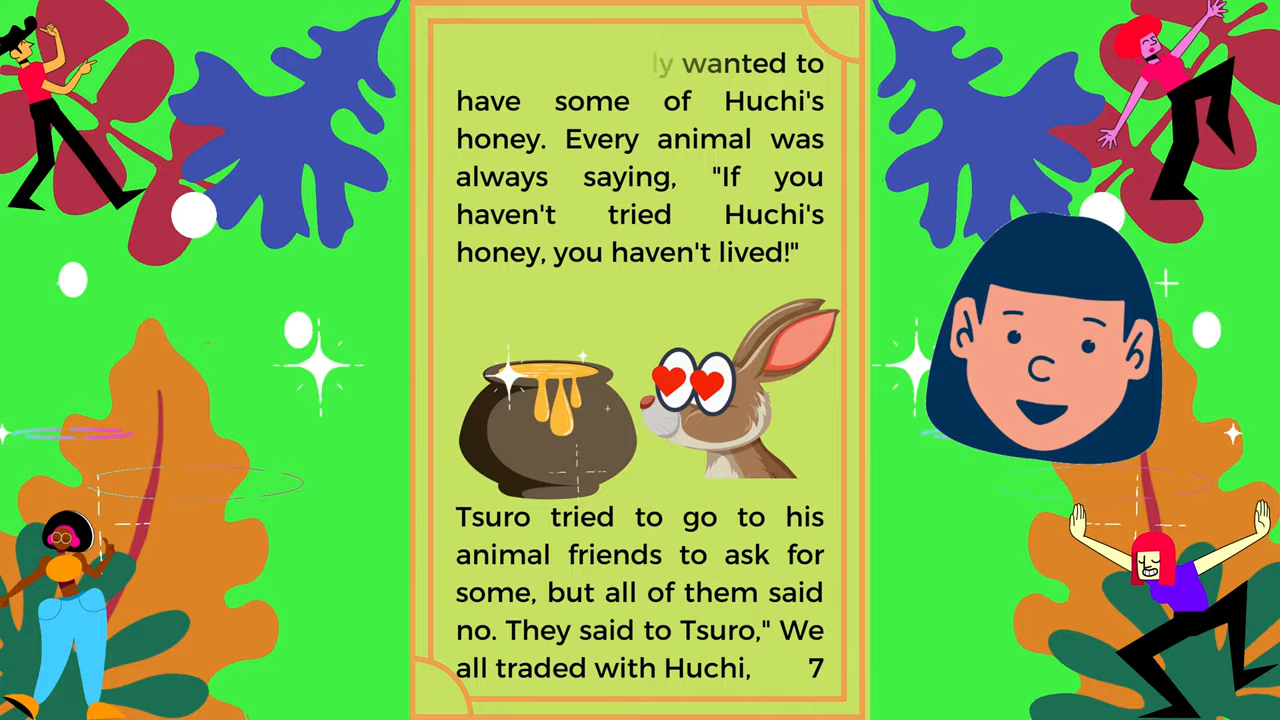 ly wanted to
have some of Huchi's
honey. Every animal was
always saying, "If you
haven't tried Huchi's
honey, you haven't lived!"
Tsuro tried to go to his
animal friends to ask for
some, but all of them said
no. They said to Tsuro," We
all traded with Huchi, 7